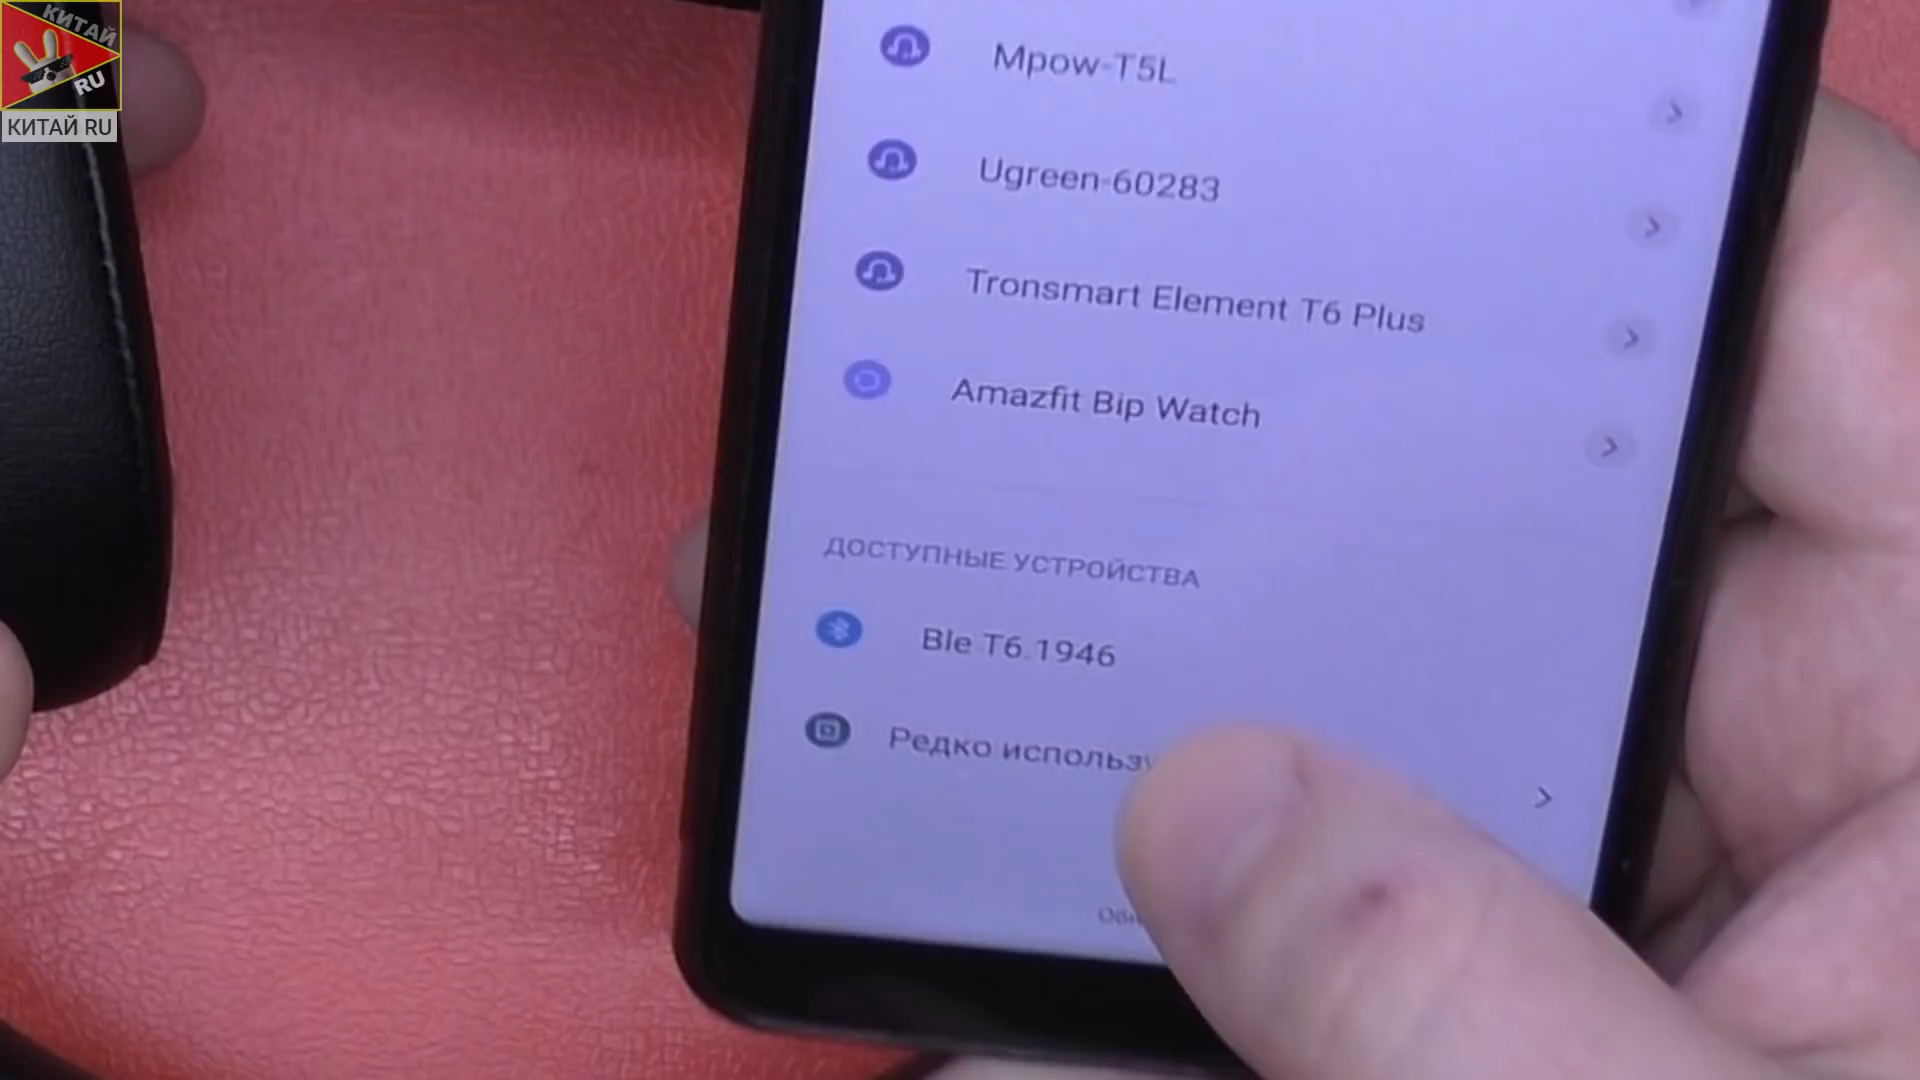 КИТАЙ
RU
КИТАЙ RU
Mpow-T5L
Ugreen-60283
Tronsmart Element T6 Plus
Amazfit Bip Watch
ДОСТУПНЫЕ УСТРОЙСТВА
Ble T6.1946
Редко